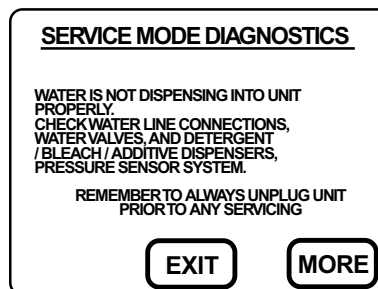 SERVICE MODE DIAGNOSTICS
WATER IS NOT DISPENSING INTO UNIT
PROPERLY.
CHECK WATER LINE CONNECTIONS,
WATER VALVES, AND DETERGENT
/ BLEACH / ADDITIVE DISPENSERS,
PRESSURE SENSOR SYSTEM.
REMEMBER TO ALWAYS UNPLUG UNIT
PRIOR TO ANY SERVICING
EXIT MORE